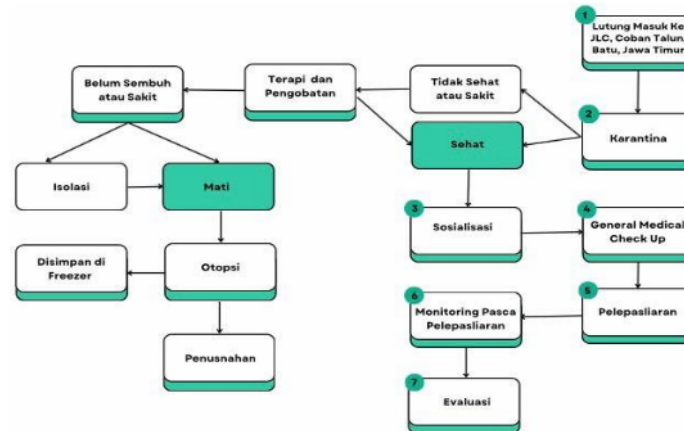 1
Lutung Masuk Ke
JLC, Coban Talun,
Batu, Jawa Timur
Belum Sembuh
atau Sakit
Terapi dan
Pengobatan
Tidak Sehat
atau Sakit
2
Karantina
Sehat
Isolasi
Mati
3
Sosialisasi
4
General Medical
Check Up
Disimpan di
Freezer
Otopsi
6
Monitoring Pasca
Pelepasliaran
5
Pelepasliaran
Penusnahan
7
Evaluasi